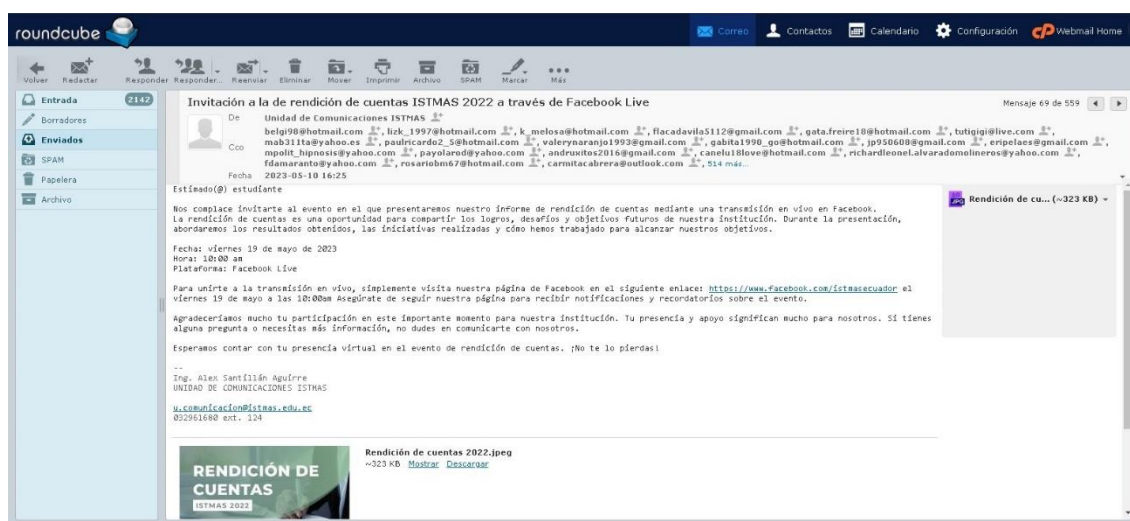 roundcube
Correo Contactos Calendario Configuración cP Webmail Home
Volver Redactar Responder Responder... Reenviar Eliminar Mover Imprimir Archivo SPAM Marcar Más
Entrada 2142
Borradores
Enviados
SPAM
Papelera
Archivo
Invitación a la de rendición de cuentas ISTMAS 2022 a través de Facebook Live
Mensaje 69 de 559
De Unidad de Comunicaciones ISTMAS
Cco belgi98@hotmail.com, lizk_1997@hotmail.com, k_melosa@hotmail.com, flacadavila5112@gmail.com, gata.freire18@hotmail.com, tutigigi@live.com,
mab311ta@yahoo.es, paulricardo2_5@hotmail.com, valerynaranjo1993@gmail.com, gabita1990_go@hotmail.com, jp950608@gmail.com, eripelaes@gmail.com,
mpolit_hipnosis@yahoo.com, payolarod@yahoo.com, andruxitos2016@gmail.com, canelu18love@hotmail.com, richardleonel.alvaradomolineros@yahoo.com,
fdamaranto@yahoo.com, rosariobm67@hotmail.com, carmitacabrera@outlook.com, 514 más...
Fecha 2023-05-10 16:25
Estimado(@) estudiante
Nos complace invitarte al evento en el que presentaremos nuestro informe de rendición de cuentas mediante una transmisión en vivo en Facebook.
La rendición de cuentas es una oportunidad para compartir los logros, desafíos y objetivos futuros de nuestra institución. Durante la presentación,
abordaremos los resultados obtenidos, las iniciativas realizadas y cómo hemos trabajado para alcanzar nuestros objetivos.
Fecha: viernes 19 de mayo de 2023
Hora: 10:00 am
Plataforma: Facebook Live
Para unirte a la transmisión en vivo, simplemente visita nuestra página de Facebook en el siguiente enlace: https://www.facebook.com/istmasecuador el
viernes 19 de mayo a las 10:00am Asegúrate de seguir nuestra página para recibir notificaciones y recordatorios sobre el evento.
Agradeceríamos mucho tu participación en este importante momento para nuestra institución. Tu presencia y apoyo significan mucho para nosotros. Si tienes
alguna pregunta o necesitas más información, no dudes en comunicarte con nosotros.
Esperamos contar con tu presencia virtual en el evento de rendición de cuentas. ¡No te lo pierdas!
--
Ing. Alex Santillán Aguirre
UNIDAD DE COMUNICACIONES ISTMAS
u.comunicacion@istmas.edu.ec
032961680 ext. 124
JPG Rendición de cu... (~323 KB)
Rendición de cuentas 2022.jpeg
~323 KB Mostrar Descargar
RENDICIÓN DE
CUENTAS
ISTMAS 2022